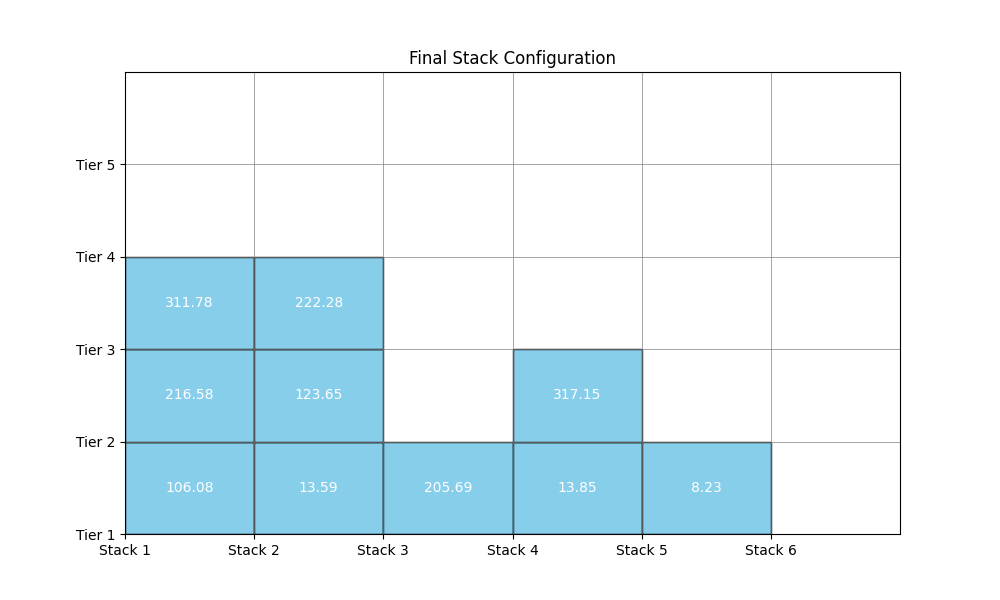 Final Stack Configuration
Tier 5
Tier 4
311.78 222.28
Tier 3
216.58 123.65 317.15
Tier 2
106.08 13.59 205.69 13.85 8.23
Tier 1
Stack 1 Stack 2 Stack 3 Stack 4 Stack 5 Stack 6